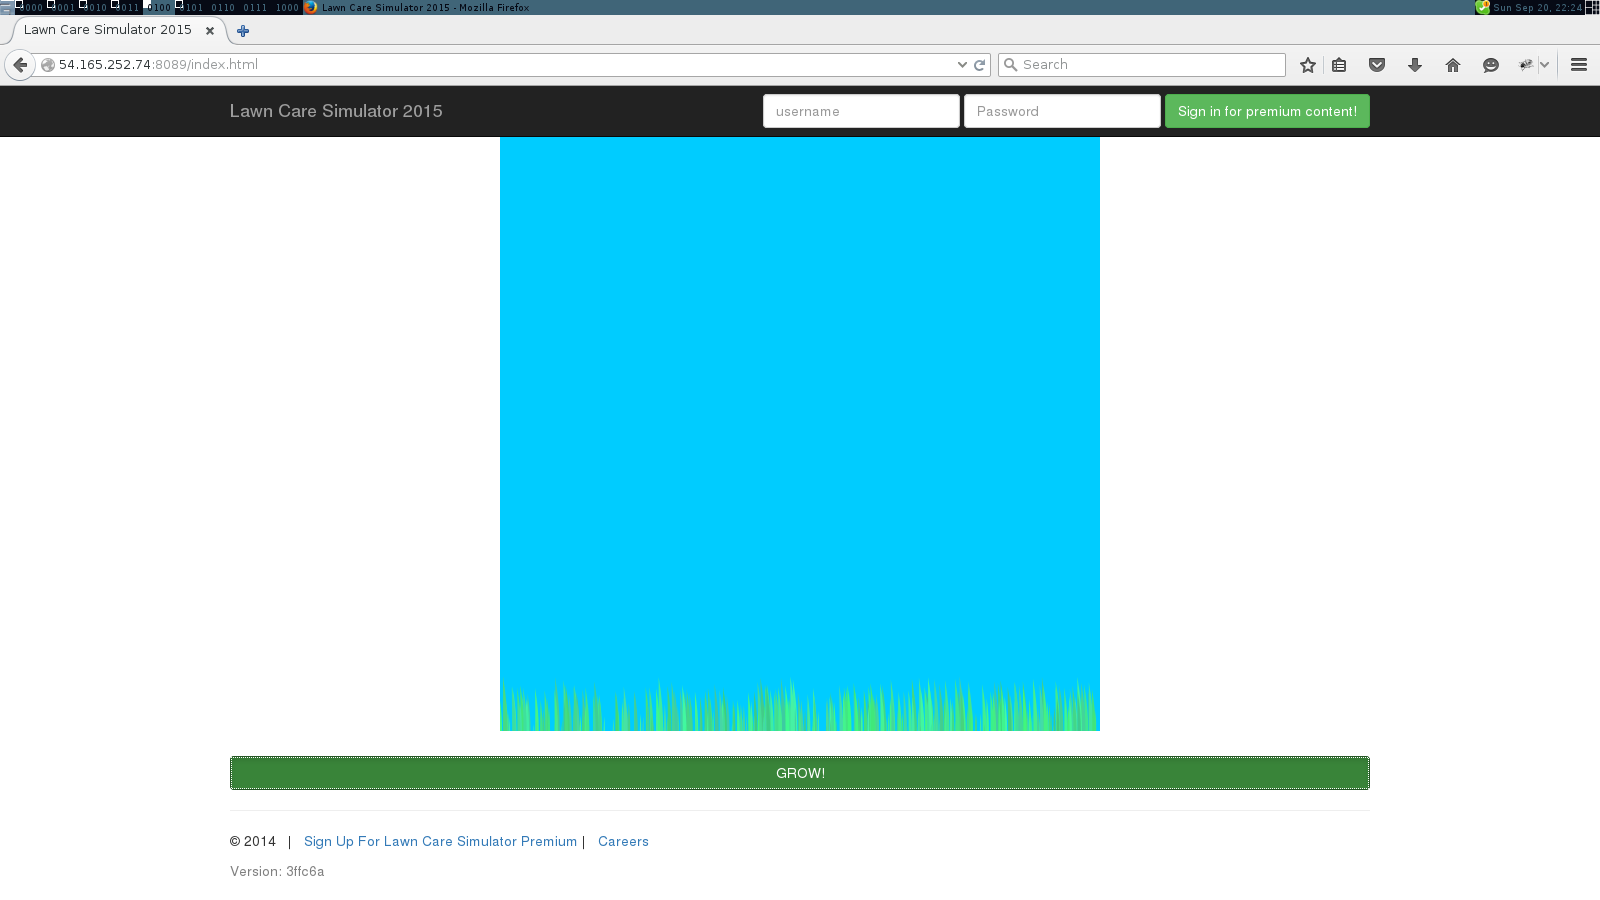 0000 0001 0010 0011 0100 0101 0110 0111 1000 Lawn Care Simulator 2015 - Mozilla Firefox Sun Sep 20, 22:24
Lawn Care Simulator 2015
54.165.252.74:8089/index.html Search
Lawn Care Simulator 2015 username Password Sign in for premium content!
GROW!
© 2014 | Sign Up For Lawn Care Simulator Premium | Careers
Version: 3ffc6a